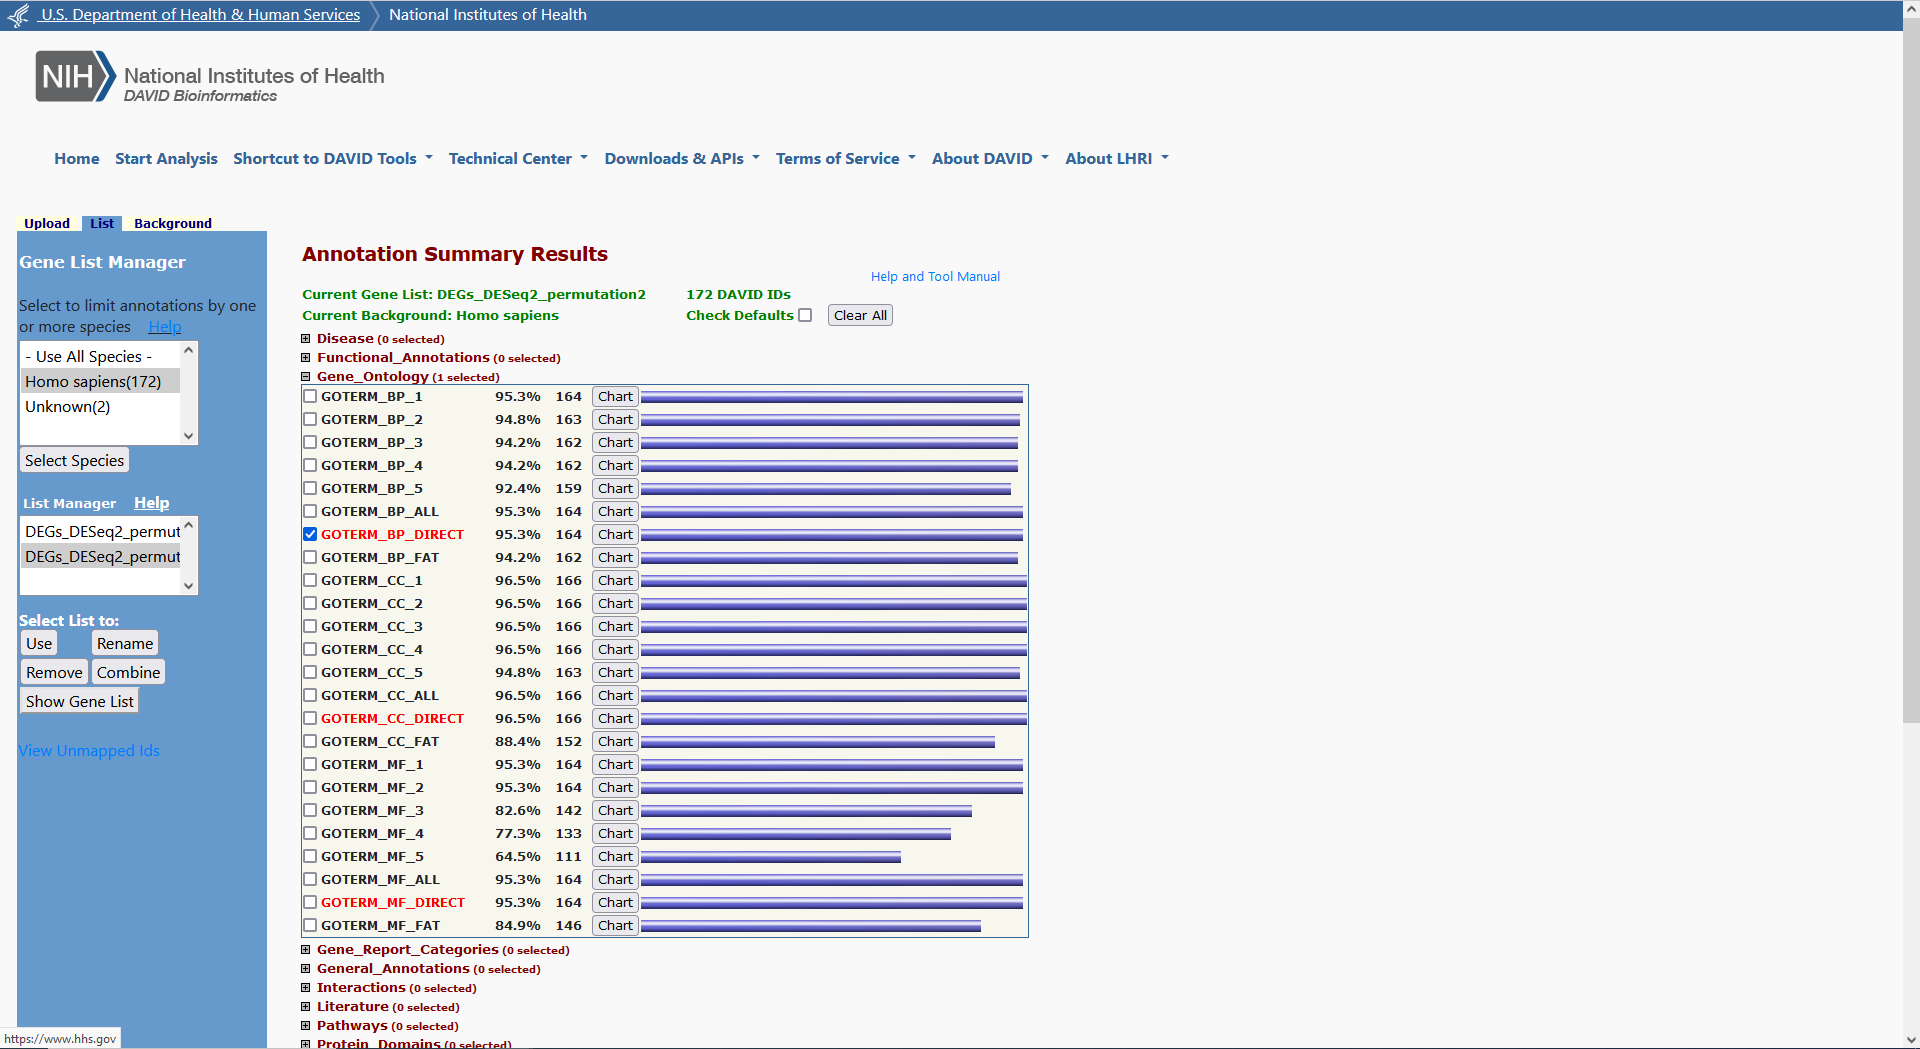 U.S. Department of Health & Human Services National Institutes of Health
NIH National Institutes of Health
DAVID Bioinformatics
Home Start Analysis Shortcut to DAVID Tools Technical Center Downloads & APIs Terms of Service About DAVID About LHRI
Upload List Background
Gene List Manager
Select to limit annotations by one
or more species Help
- Use All Species -
Homo sapiens(172)
Unknown(2)
Select Species
List Manager Help
DEGs_DESeq2_permut
DEGs_DESeq2_permut
Select List to:
Use Rename
Remove Combine
Show Gene List
View Unmapped Ids
Annotation Summary Results
Help and Tool Manual
Current Gene List: DEGs_DESeq2_permutation2 172 DAVID IDs
Current Background: Homo sapiens Check Defaults Clear All
Disease (0 selected)
Functional_Annotations (0 selected)
Gene_Ontology (1 selected)
GOTERM_BP_1 95.3% 164 Chart
GOTERM_BP_2 94.8% 163 Chart
GOTERM_BP_3 94.2% 162 Chart
GOTERM_BP_4 94.2% 162 Chart
GOTERM_BP_5 92.4% 159 Chart
GOTERM_BP_ALL 95.3% 164 Chart
GOTERM_BP_DIRECT 95.3% 164 Chart
GOTERM_BP_FAT 94.2% 162 Chart
GOTERM_CC_1 96.5% 166 Chart
GOTERM_CC_2 96.5% 166 Chart
GOTERM_CC_3 96.5% 166 Chart
GOTERM_CC_4 96.5% 166 Chart
GOTERM_CC_5 94.8% 163 Chart
GOTERM_CC_ALL 96.5% 166 Chart
GOTERM_CC_DIRECT 96.5% 166 Chart
GOTERM_CC_FAT 88.4% 152 Chart
GOTERM_MF_1 95.3% 164 Chart
GOTERM_MF_2 95.3% 164 Chart
GOTERM_MF_3 82.6% 142 Chart
GOTERM_MF_4 77.3% 133 Chart
GOTERM_MF_5 64.5% 111 Chart
GOTERM_MF_ALL 95.3% 164 Chart
GOTERM_MF_DIRECT 95.3% 164 Chart
GOTERM_MF_FAT 84.9% 146 Chart
Gene_Report_Categories (0 selected)
General_Annotations (0 selected)
Interactions (0 selected)
Literature (0 selected)
Pathways (0 selected)
Protein_Domains (0 selected)
https://www.hhs.gov